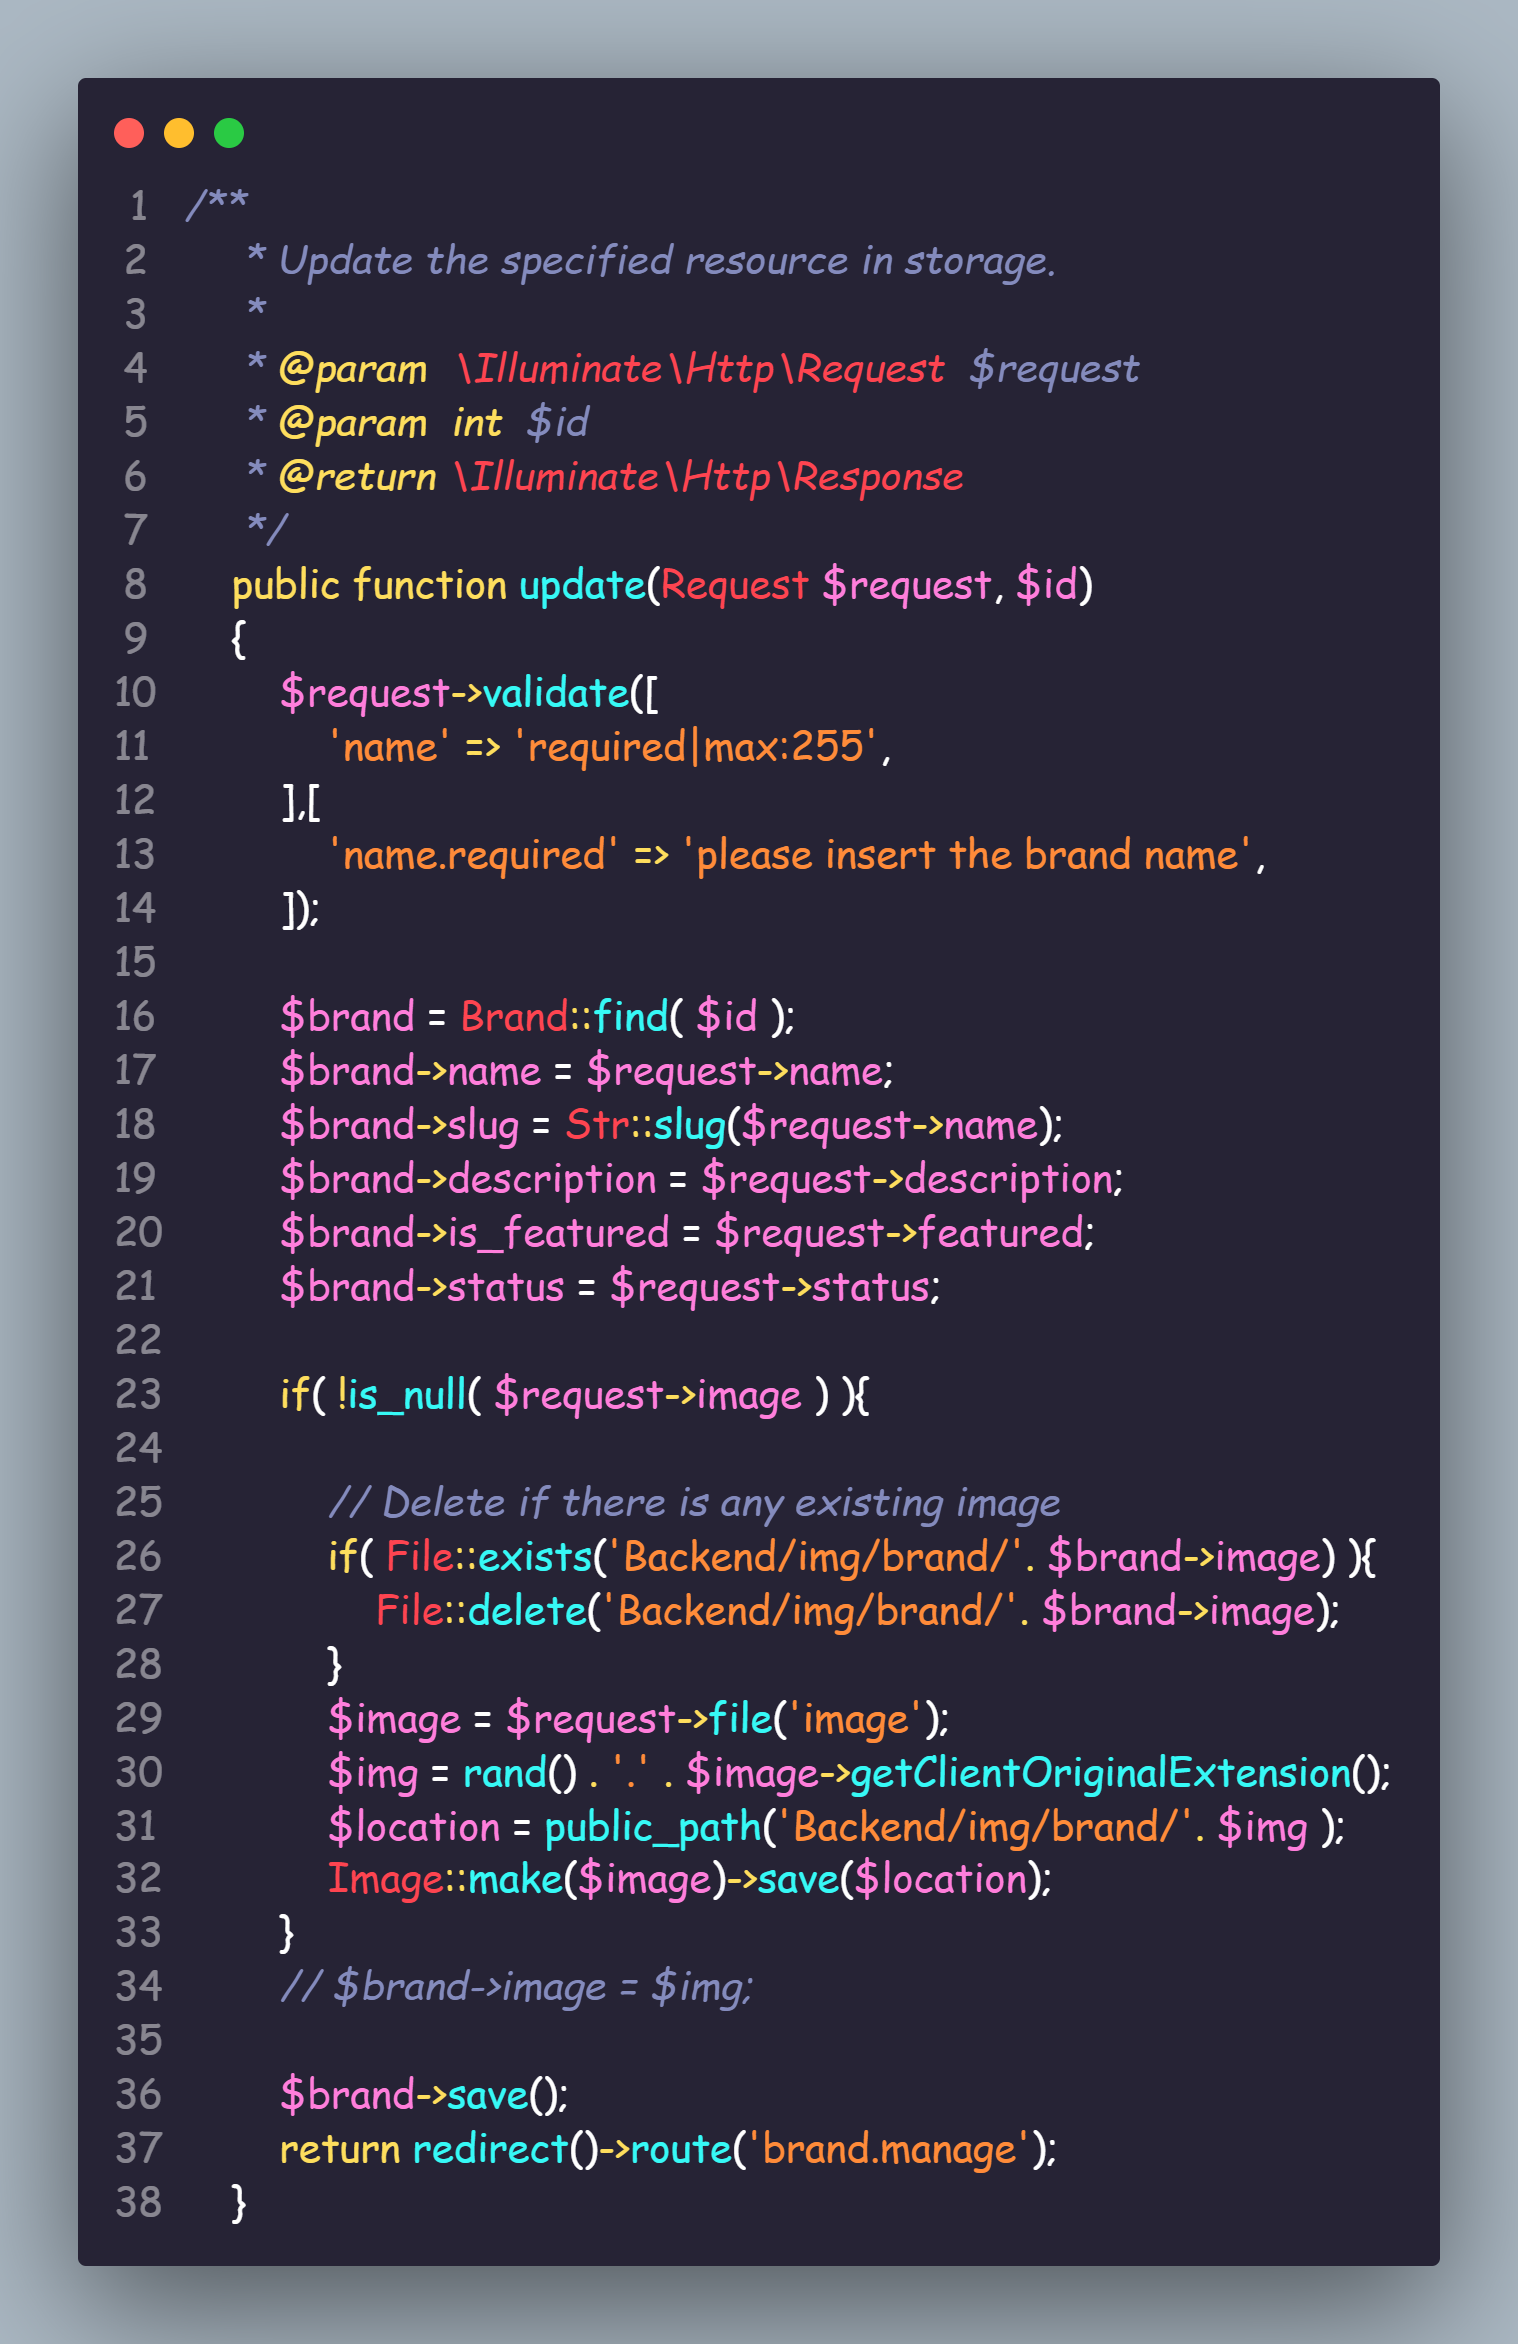 1 /**
2 * Update the specified resource in storage.
3 *
4 * @param  \Illuminate\Http\Request  $request
5 * @param  int  $id
6 * @return \Illuminate\Http\Response
7 */
8 public function update(Request $request, $id)
9 {
10 $request->validate([
11 'name' => 'required|max:255',
12 ],[
13 'name.required' => 'please insert the brand name',
14 ]);
15
16 $brand = Brand::find( $id );
17 $brand->name = $request->name;
18 $brand->slug = Str::slug($request->name);
19 $brand->description = $request->description;
20 $brand->is_featured = $request->featured;
21 $brand->status = $request->status;
22
23 if( !is_null( $request->image ) ){
24
25 // Delete if there is any existing image
26 if( File::exists('Backend/img/brand/'. $brand->image) ){
27 File::delete('Backend/img/brand/'. $brand->image);
28 }
29 $image = $request->file('image');
30 $img = rand() . '.' . $image->getClientOriginalExtension();
31 $location = public_path('Backend/img/brand/'. $img );
32 Image::make($image)->save($location);
33 }
34 // $brand->image = $img;
35
36 $brand->save();
37 return redirect()->route('brand.manage');
38 }